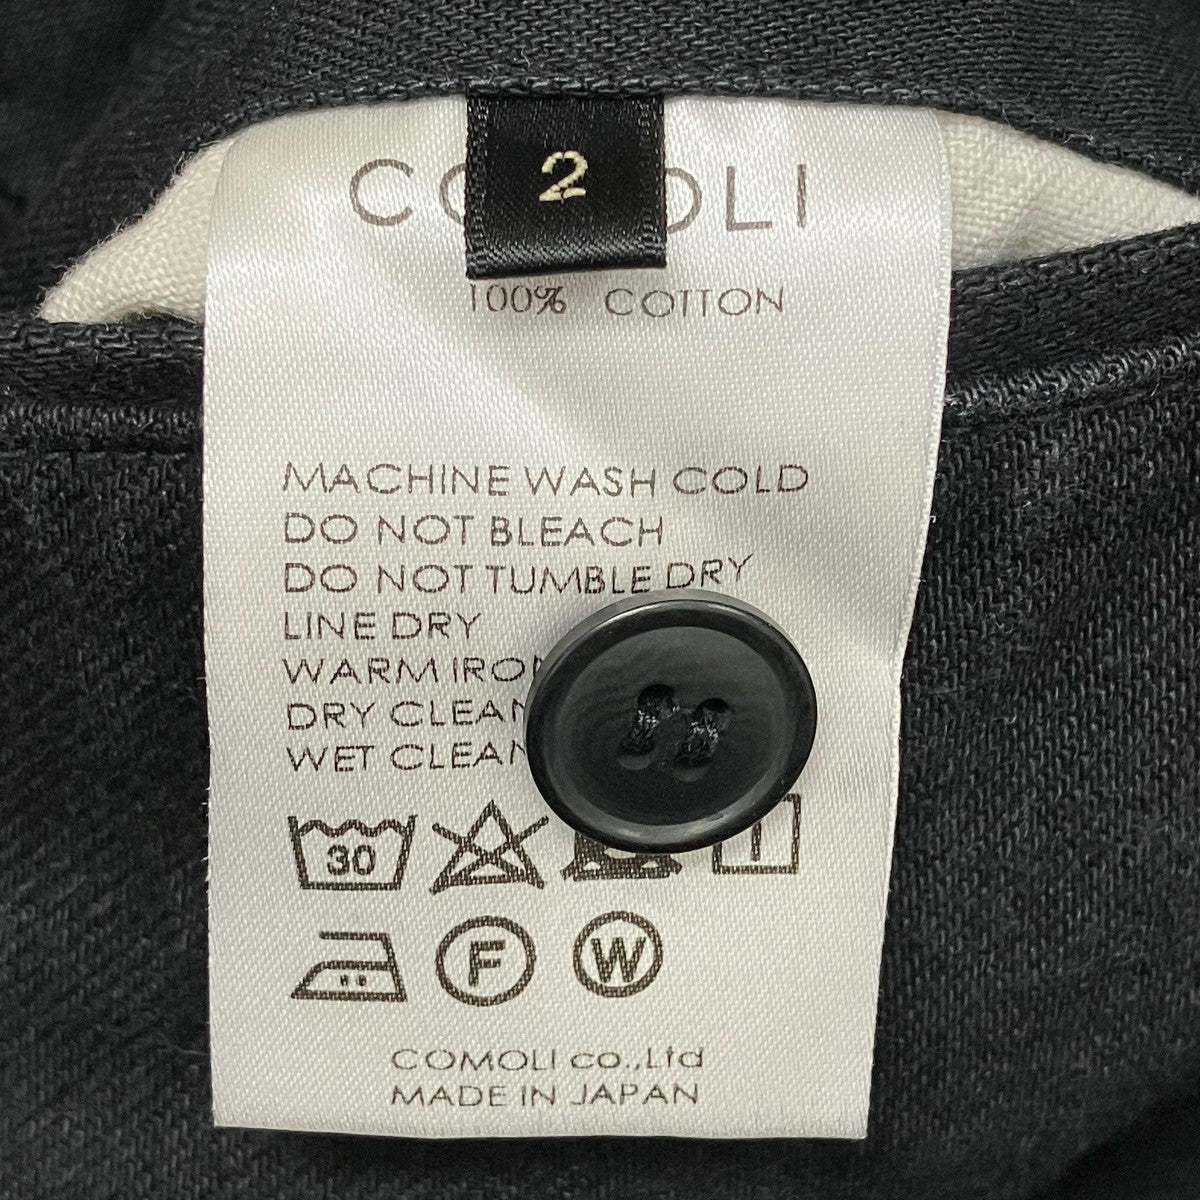 2
100% COTTON
MACHINE WASH COLD
DO NOT BLEACH
DO NOT TUMBLE DRY
LINE DRY
WARM IRON
DRY CLEAN
WET CLEAN
30
F W
COMOLI co.,Ltd
MADE IN JAPAN